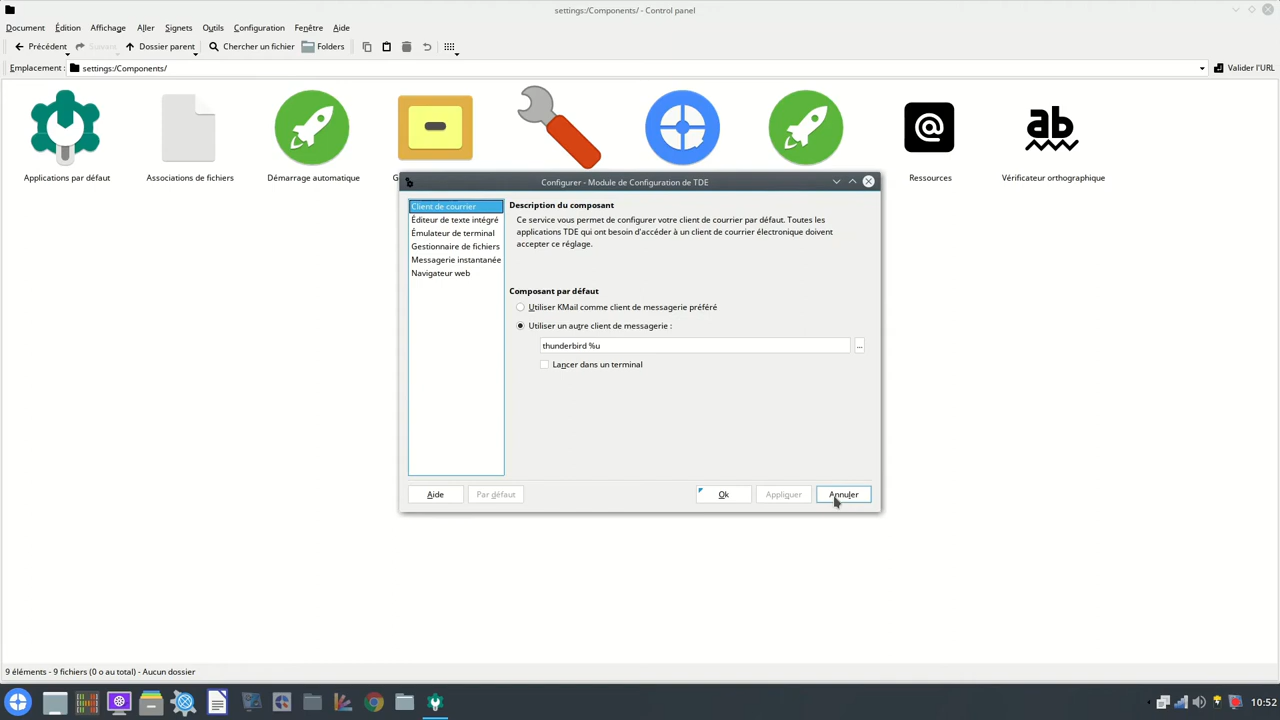 settings:/Components/ - Control panel
Document Édition Affichage Aller Signets Outils Configuration Fenêtre Aide
Précédent Suivant Dossier parent Chercher un fichier Folders
Emplacement : settings:/Components/ Valider l'URL
@ ab
Applications par défaut Associations de fichiers Démarrage automatique G Ressources Vérificateur orthographique
Configurer - Module de Configuration de TDE
Client de courrier
Éditeur de texte intégré
Émulateur de terminal
Gestionnaire de fichiers
Messagerie instantanée
Navigateur web
Description du composant
Ce service vous permet de configurer votre client de courrier par défaut. Toutes les
applications TDE qui ont besoin d'accéder à un client de courrier électronique doivent
accepter ce réglage.
Composant par défaut
Utiliser KMail comme client de messagerie préféré
Utiliser un autre client de messagerie :
thunderbird %u ...
Lancer dans un terminal
Aide Par défaut Ok Appliquer Annuler
9 éléments - 9 fichiers (0 o au total) - Aucun dossier
10:52